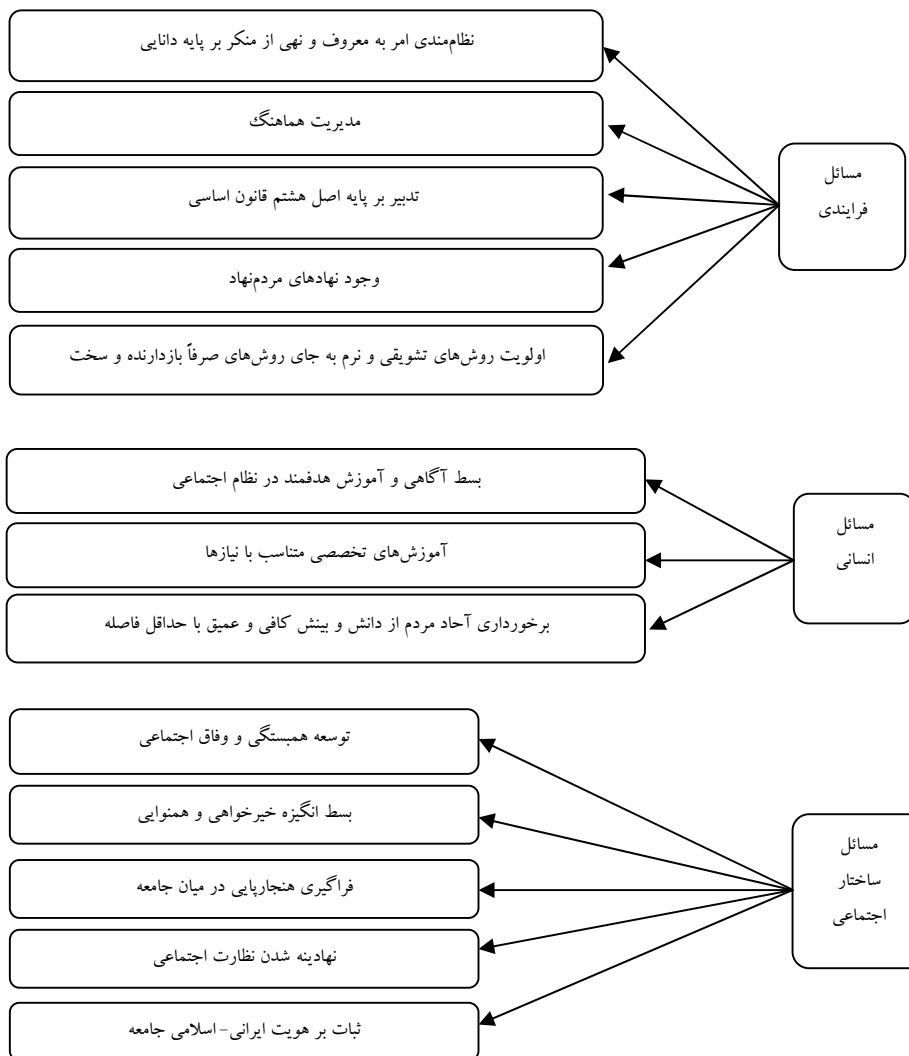 نظام‌مندی امر به معروف و نهی از منکر بر پایه دانایی
مدیریت هماهنگ
تدبیر بر پایه اصل هشتم قانون اساسی
وجود نهادهای مردم‌نهاد
اولویت روش‌های تشویقی و نرم به جای روش‌های صرفاً بازدارنده و سخت
مسائل
فرایندی
بسط آگاهی و آموزش هدفمند در نظام اجتماعی
آموزش‌های تخصصی متناسب با نیازها
برخورداری آحاد مردم از دانش و بینش کافی و عمیق با حداقل فاصله
مسائل
انسانی
توسعه همبستگی و وفاق اجتماعی
بسط انگیزه خیرخواهی و همنوایی
فراگیری هنجارپایی در میان جامعه
نهادینه شدن نظارت اجتماعی
ثبات بر هویت ایرانی-اسلامی جامعه
مسائل
ساختار
اجتماعی